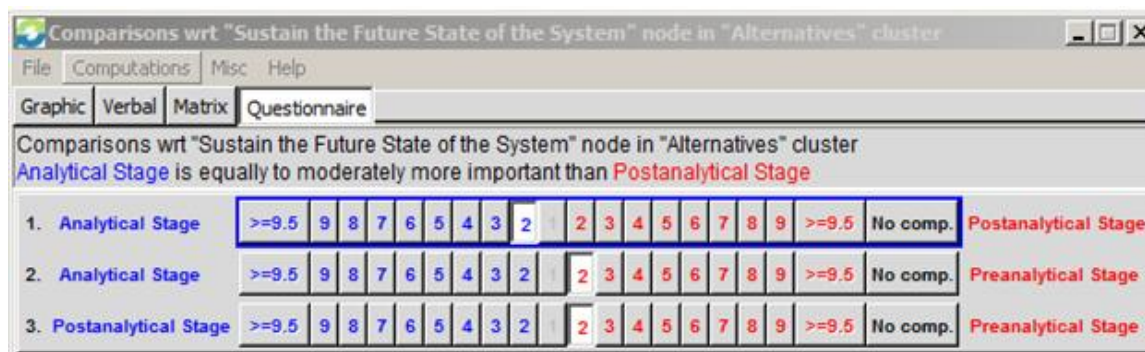 Comparisons wrt "Sustain the Future State of the System" node in "Alternatives" cluster
File Computations Misc Help
Graphic Verbal Matrix Questionnaire
Comparisons wrt "Sustain the Future State of the System" node in "Alternatives" cluster
Analytical Stage is equally to moderately more important than Postanalytical Stage
1. Analytical Stage >=9.5 9 8 7 6 5 4 3 2 1 2 3 4 5 6 7 8 9 >=9.5 No comp. Postanalytical Stage
2. Analytical Stage >=9.5 9 8 7 6 5 4 3 2 1 2 3 4 5 6 7 8 9 >=9.5 No comp. Preanalytical Stage
3. Postanalytical Stage >=9.5 9 8 7 6 5 4 3 2 1 2 3 4 5 6 7 8 9 >=9.5 No comp. Preanalytical Stage